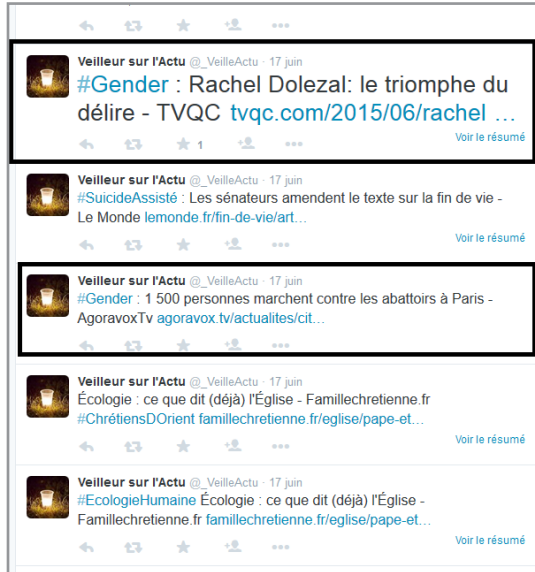 Veilleur sur l'Actu @_VeilleActu · 17 juin
#Gender : Rachel Dolezal: le triomphe du
délire - TVQC tvqc.com/2015/06/rachel …
1
Voir le résumé
Veilleur sur l'Actu @_VeilleActu · 17 juin
#SuicideAssisté : Les sénateurs amendent le texte sur la fin de vie -
Le Monde lemonde.fr/fin-de-vie/art…
Voir le résumé
Veilleur sur l'Actu @_VeilleActu · 17 juin
#Gender : 1 500 personnes marchent contre les abattoirs à Paris -
AgoravoxTv agoravox.tv/actualites/cit…
Veilleur sur l'Actu @_VeilleActu · 17 juin
Écologie : ce que dit (déjà) l'Église - Famillechretienne.fr
#ChrétiensDOrient famillechretienne.fr/eglise/pape-et…
Voir le résumé
Veilleur sur l'Actu @_VeilleActu · 17 juin
#EcologieHumaine Écologie : ce que dit (déjà) l'Église -
Famillechretienne.fr famillechretienne.fr/eglise/pape-et…
Voir le résumé